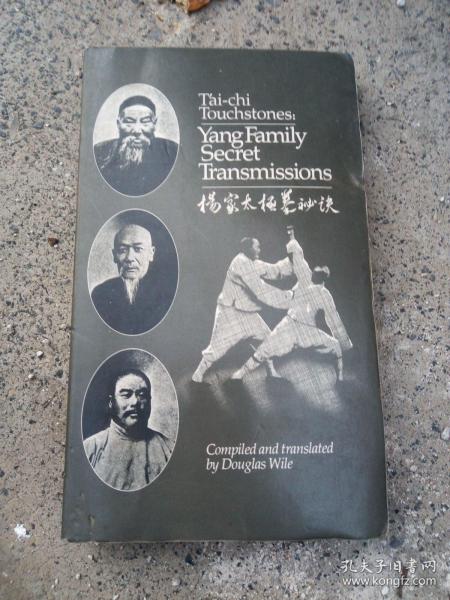 T'ai-chi
Touchstones:
Yang Family
Secret
Transmissions
楊家太極拳秘訣
Compiled and translated
by Douglas Wile
孔夫子旧书网
www.kongfz.com